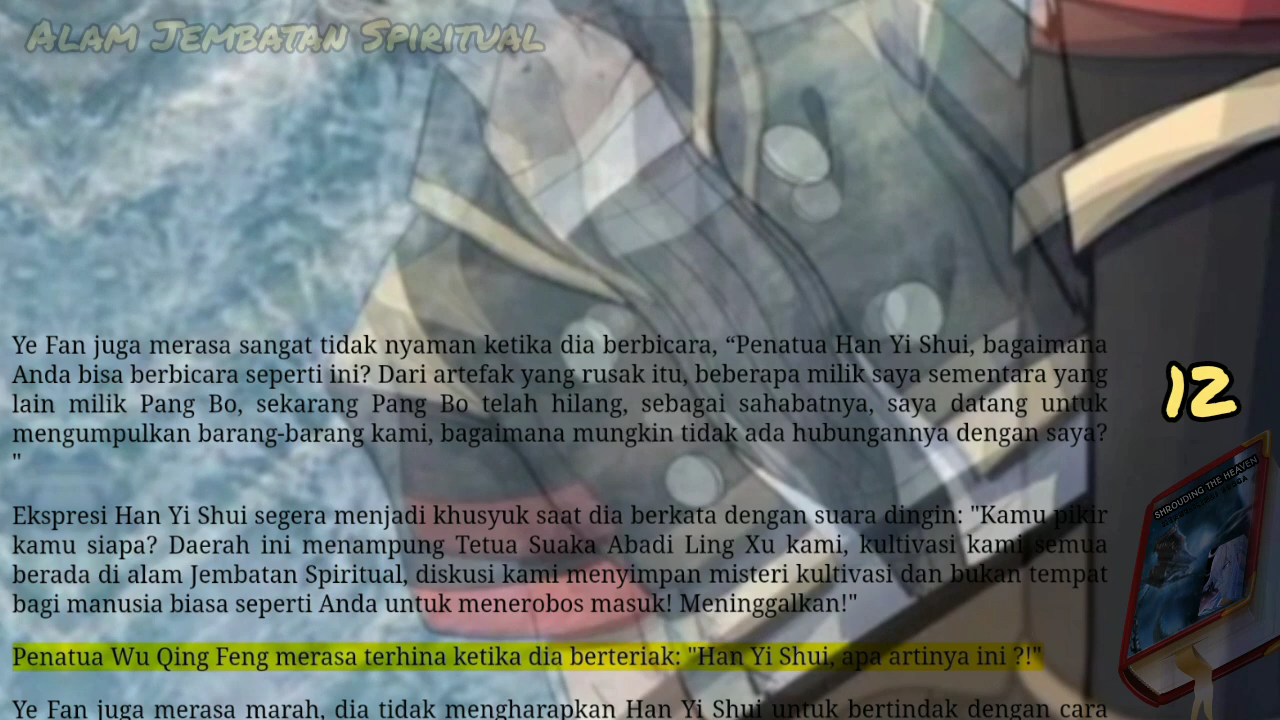 Alam Jembatan Spiritual
Ye Fan juga merasa sangat tidak nyaman ketika dia berbicara, “Penatua Han Yi Shui, bagaimana
Anda bisa berbicara seperti ini? Dari artefak yang rusak itu, beberapa milik saya sementara yang
lain milik Pang Bo, sekarang Pang Bo telah hilang, sebagai sahabatnya, saya datang untuk
mengumpulkan barang-barang kami, bagaimana mungkin tidak ada hubungannya dengan saya?
"
12
Ekspresi Han Yi Shui segera menjadi khusyuk saat dia berkata dengan suara dingin: "Kamu pikir
kamu siapa? Daerah ini menampung Tetua Suaka Abadi Ling Xu kami, kultivasi kami semua
berada di alam Jembatan Spiritual, diskusi kami menyimpan misteri kultivasi dan bukan tempat
bagi manusia biasa seperti Anda untuk menerobos masuk! Meninggalkan!"
SHROUDING THE HEAVEN
Penatua Wu Qing Feng merasa terhina ketika dia berteriak: "Han Yi Shui, apa artinya ini ?!"
Ye Fan juga merasa marah, dia tidak mengharapkan Han Yi Shui untuk bertindak dengan cara